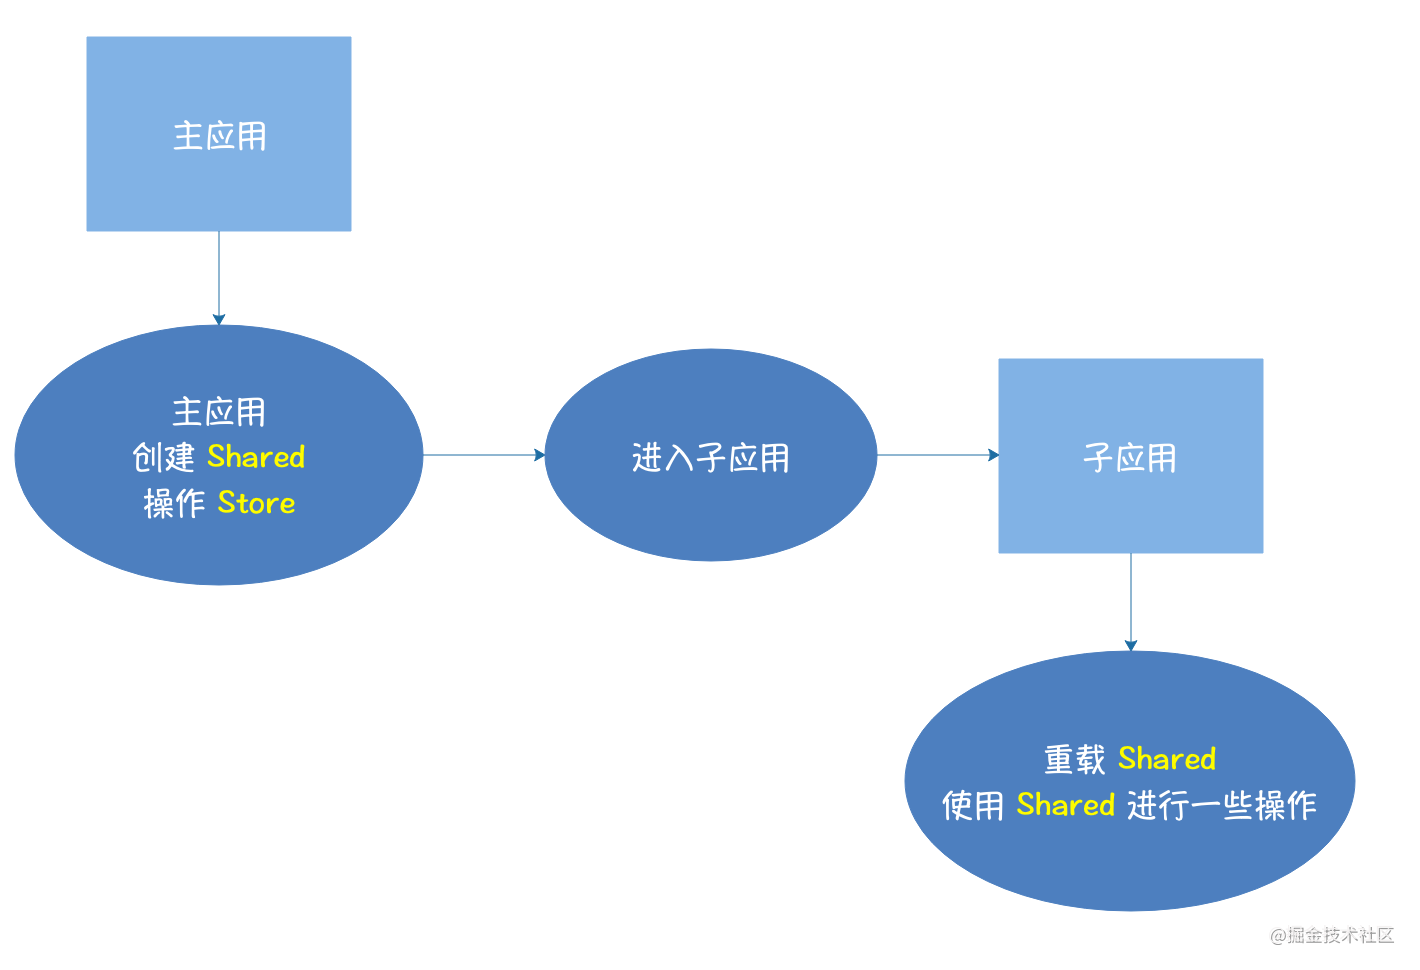 主应用
主应用
创建 Shared
操作 Store
进入子应用
子应用
重载 Shared
使用 Shared 进行一些操作
@掘金技术社区